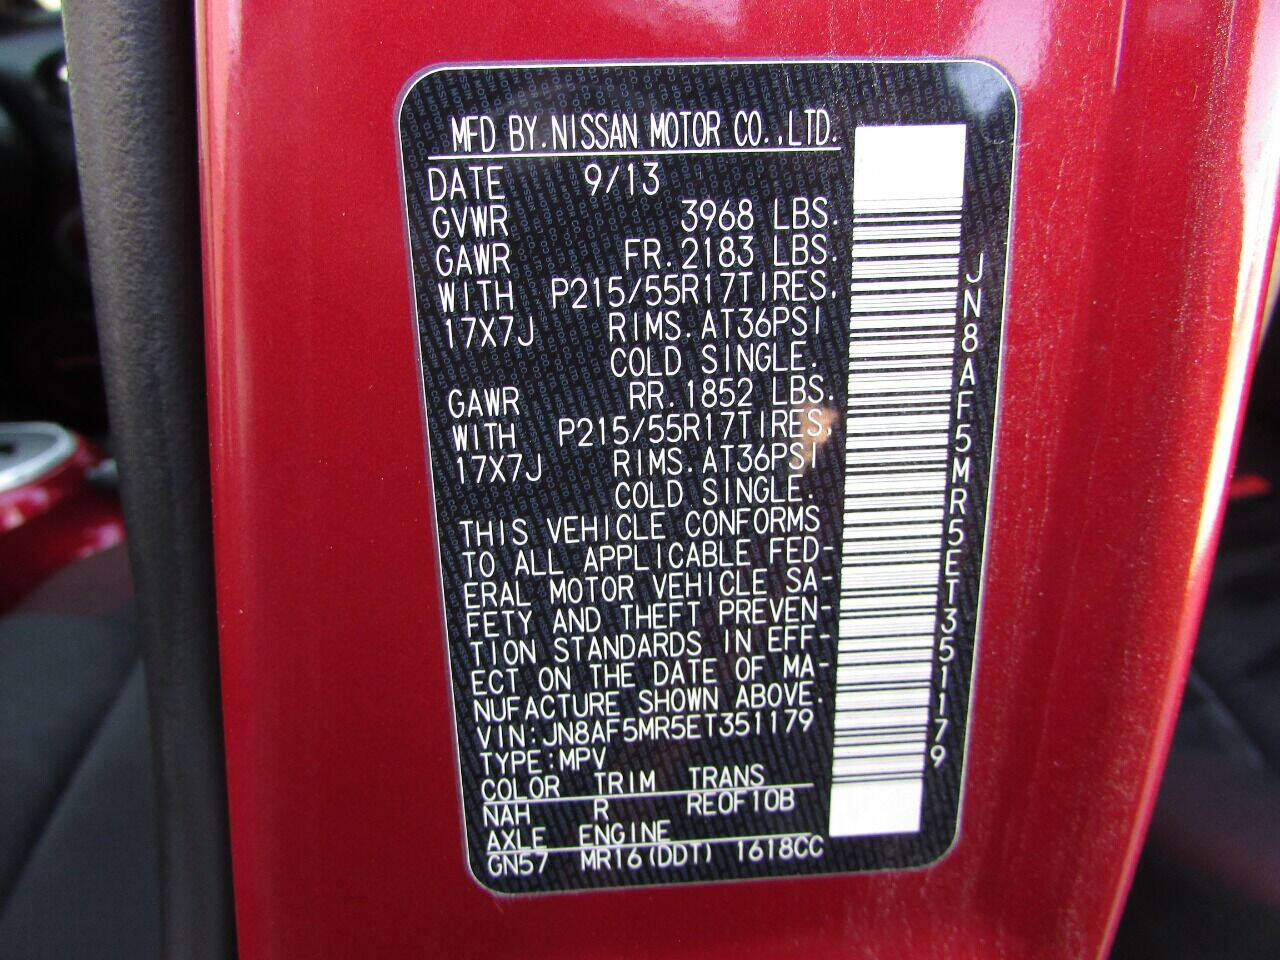 MFD BY.NISSAN MOTOR CO.,LTD.
DATE 9/13
GVWR 3968 LBS.
GAWR FR.2183 LBS.
WITH P215/55R17TIRES.
17X7J RIMS.AT36PSI
COLD SINGLE.
GAWR RR.1852 LBS.
WITH P215/55R17TIRES.
17X7J RIMS.AT36PSI
COLD SINGLE.
THIS VEHICLE CONFORMS
TO ALL APPLICABLE FED-
ERAL MOTOR VEHICLE SA-
FETY AND THEFT PREVEN-
TION STANDARDS IN EFF-
ECT ON THE DATE OF MA-
NUFACTURE SHOWN ABOVE.
VIN:JN8AF5MR5ET351179
TYPE:MPV
COLOR TRIM TRANS
NAH R RE0F10B
AXLE ENGINE
GN57 MR16(DDT) 1618CC
JN8AF5MR5ET351179